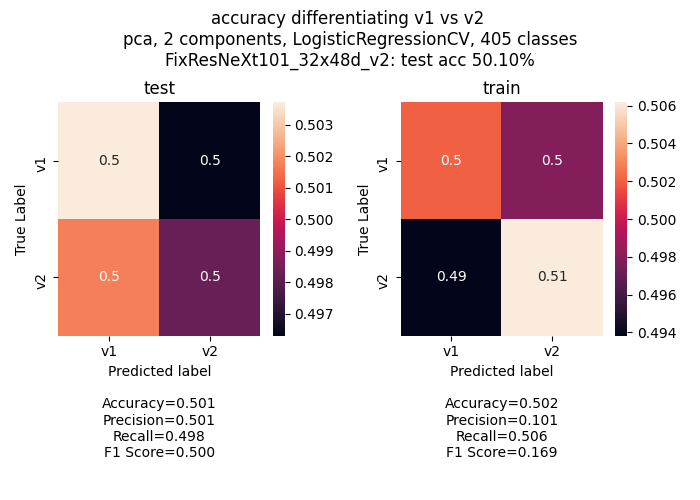 accuracy differentiating v1 vs v2
pca, 2 components, LogisticRegressionCV, 405 classes
FixResNeXt101_32x48d_v2: test acc 50.10%
test
v1
v2
True Label
0.5
0.5
0.5
0.5
v1
v2
Predicted label
0.503
0.502
0.501
0.500
0.499
0.498
0.497
Accuracy=0.501
Precision=0.501
Recall=0.498
F1 Score=0.500
train
v1
v2
True Label
0.5
0.5
0.49
0.51
v1
v2
Predicted label
0.506
0.504
0.502
0.500
0.498
0.496
0.494
Accuracy=0.502
Precision=0.101
Recall=0.506
F1 Score=0.169